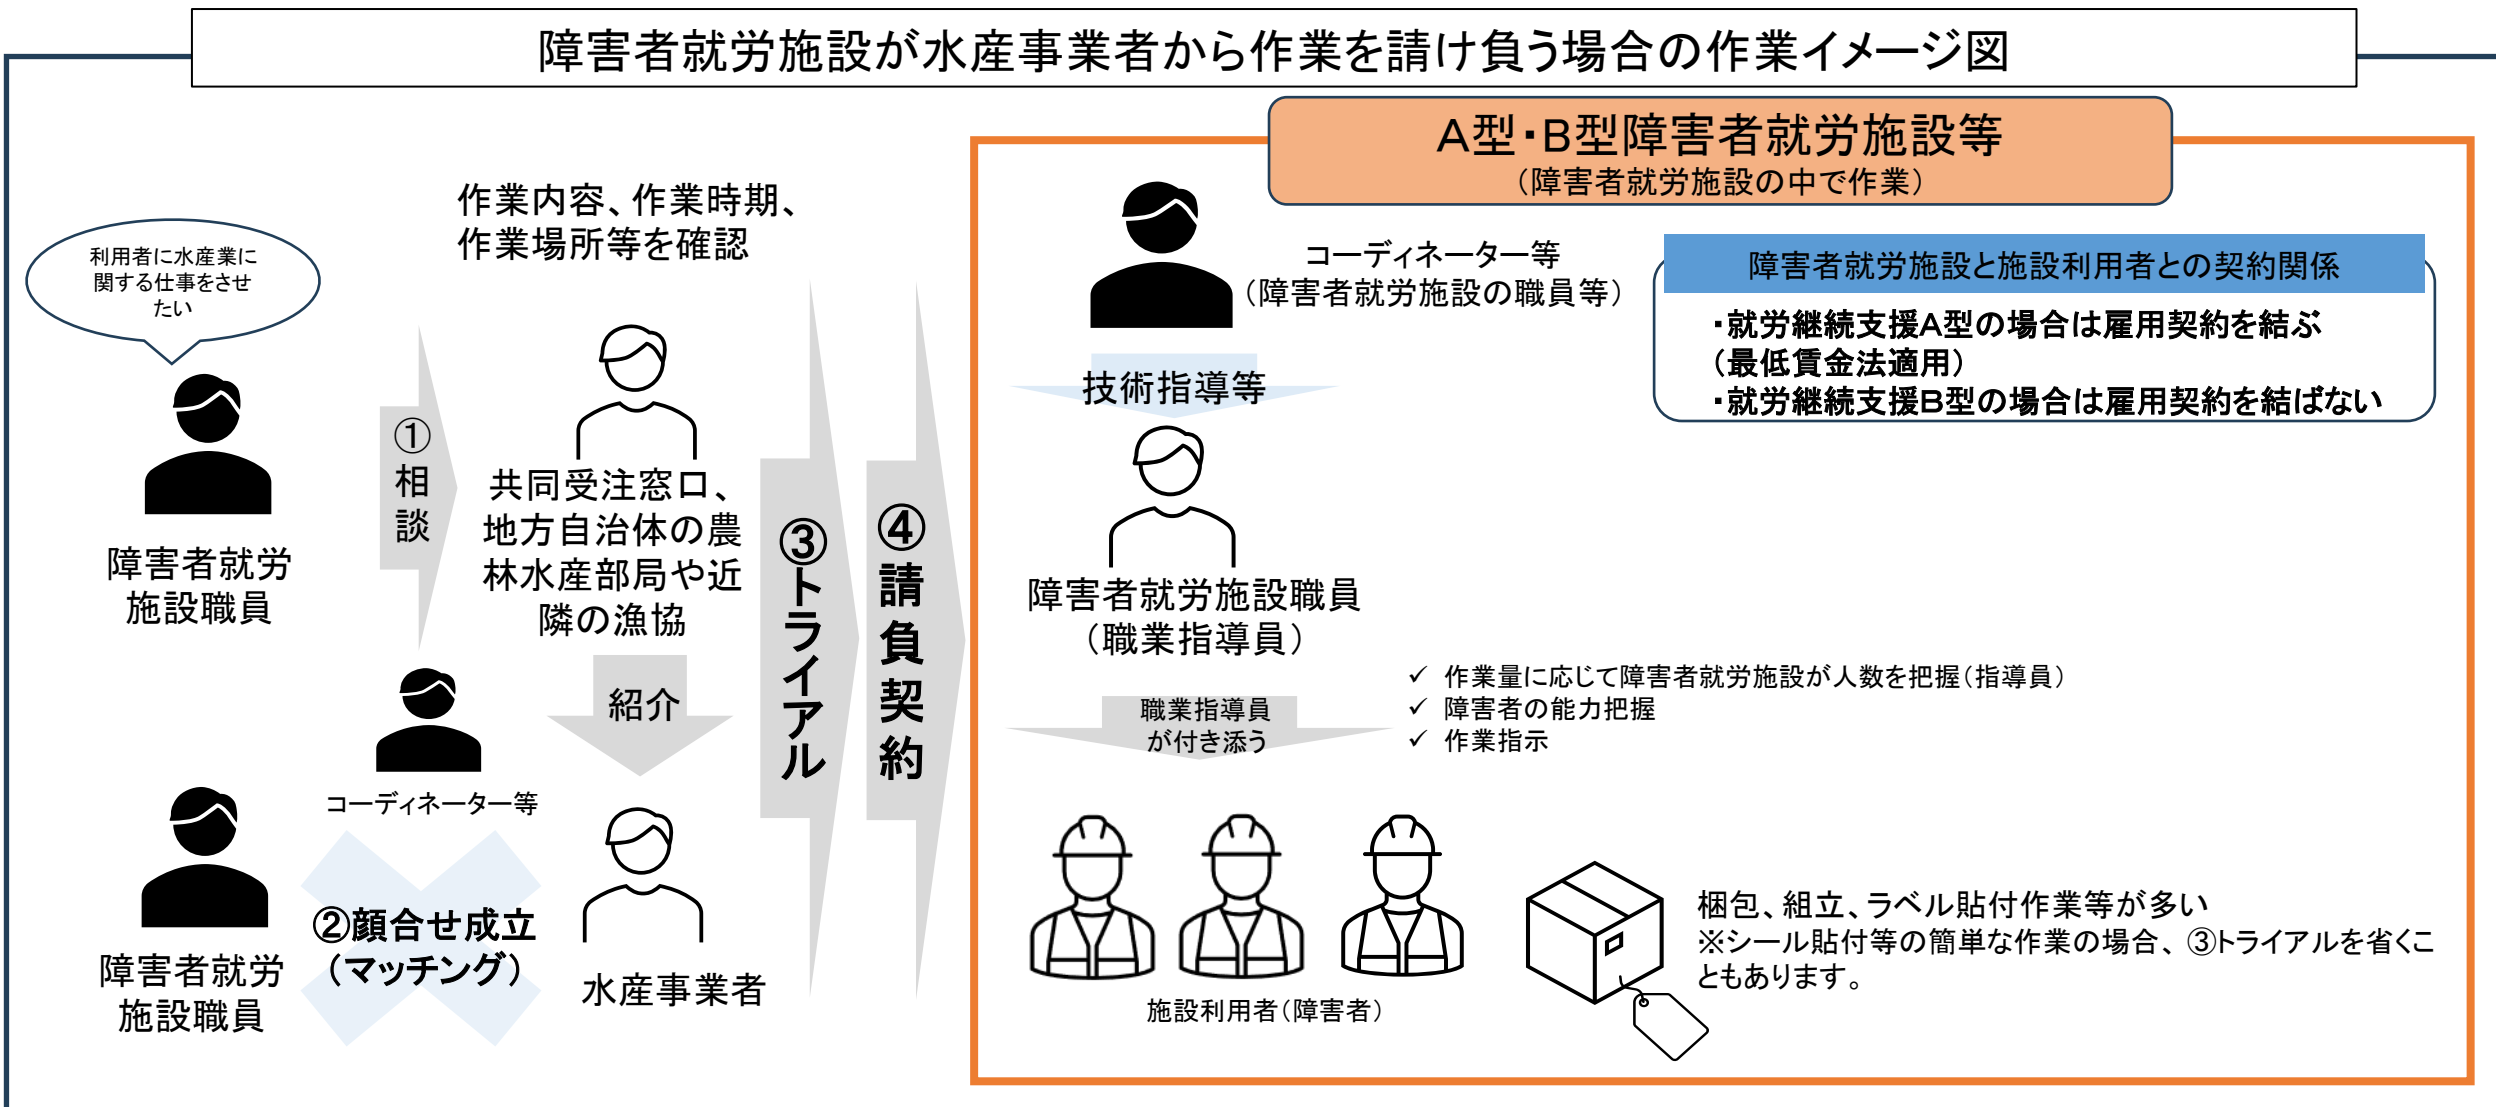 障害者就労施設が水産事業者から作業を請け負う場合の作業イメージ図
利用者に水産業に
関する仕事をさせ
たい
障害者就労
施設職員
①
相
談
作業内容、作業時期、
作業場所等を確認
共同受注窓口、
地方自治体の農
林水産部局や近
隣の漁協
紹介
コーディネーター等
障害者就労
施設職員
②顔合せ成立
（マッチング）
水産事業者
③トライアル
④請負契約
A型・B型障害者就労施設等
（障害者就労施設の中で作業）
コーディネーター等
（障害者就労施設の職員等）
技術指導等
障害者就労施設職員
（職業指導員）
職業指導員
が付き添う
障害者就労施設と施設利用者との契約関係
・就労継続支援A型の場合は雇用契約を結ぶ
（最低賃金法適用）
・就労継続支援B型の場合は雇用契約を結ばない
✓ 作業量に応じて障害者就労施設が人数を把握（指導員）
✓ 障害者の能力把握
✓ 作業指示
施設利用者（障害者）
梱包、組立、ラベル貼付作業等が多い
※シール貼付等の簡単な作業の場合、③トライアルを省くこ
ともあります。